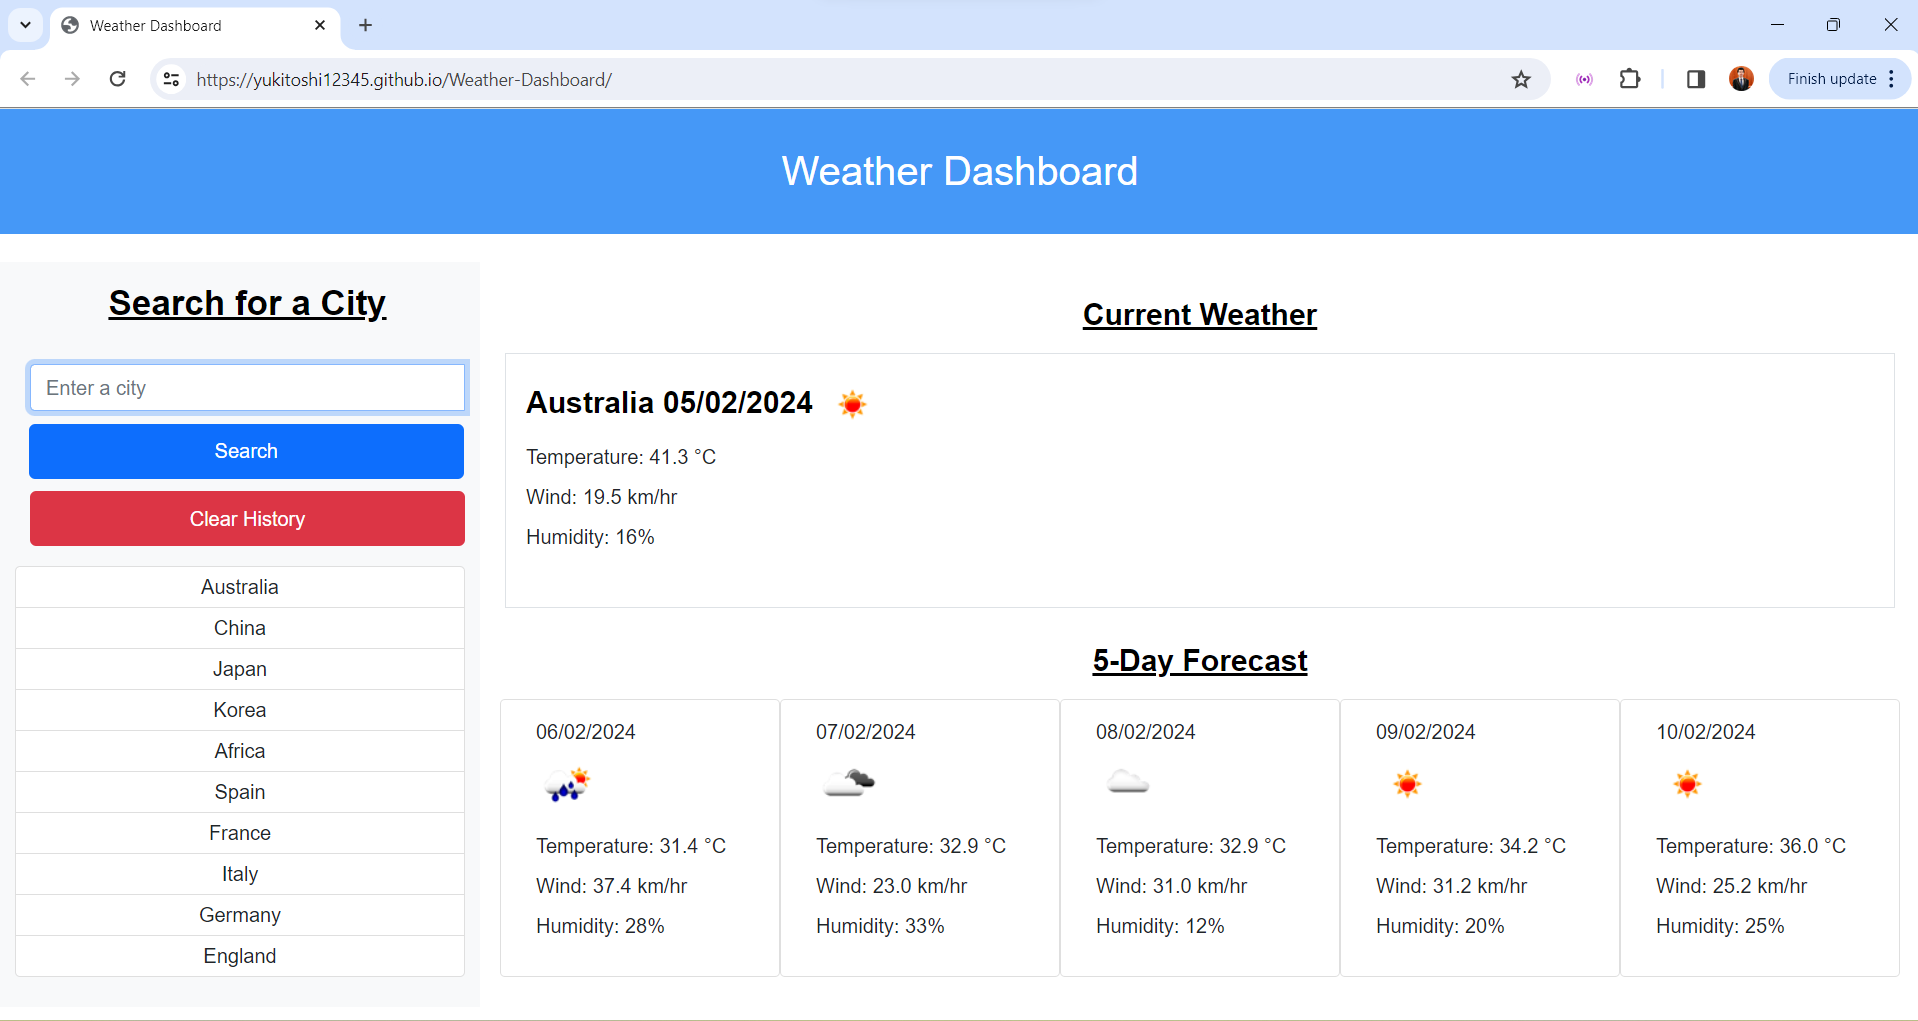 Weather Dashboard
https://yukitoshi12345.github.io/Weather-Dashboard/
Finish update
Weather Dashboard
Search for a City
Enter a city
Search
Clear History
Australia
China
Japan
Korea
Africa
Spain
France
Italy
Germany
England
Current Weather
Australia 05/02/2024
Temperature: 41.3 °C
Wind: 19.5 km/hr
Humidity: 16%
5-Day Forecast
06/02/2024
Temperature: 31.4 °C
Wind: 37.4 km/hr
Humidity: 28%
07/02/2024
Temperature: 32.9 °C
Wind: 23.0 km/hr
Humidity: 33%
08/02/2024
Temperature: 32.9 °C
Wind: 31.0 km/hr
Humidity: 12%
09/02/2024
Temperature: 34.2 °C
Wind: 31.2 km/hr
Humidity: 20%
10/02/2024
Temperature: 36.0 °C
Wind: 25.2 km/hr
Humidity: 25%